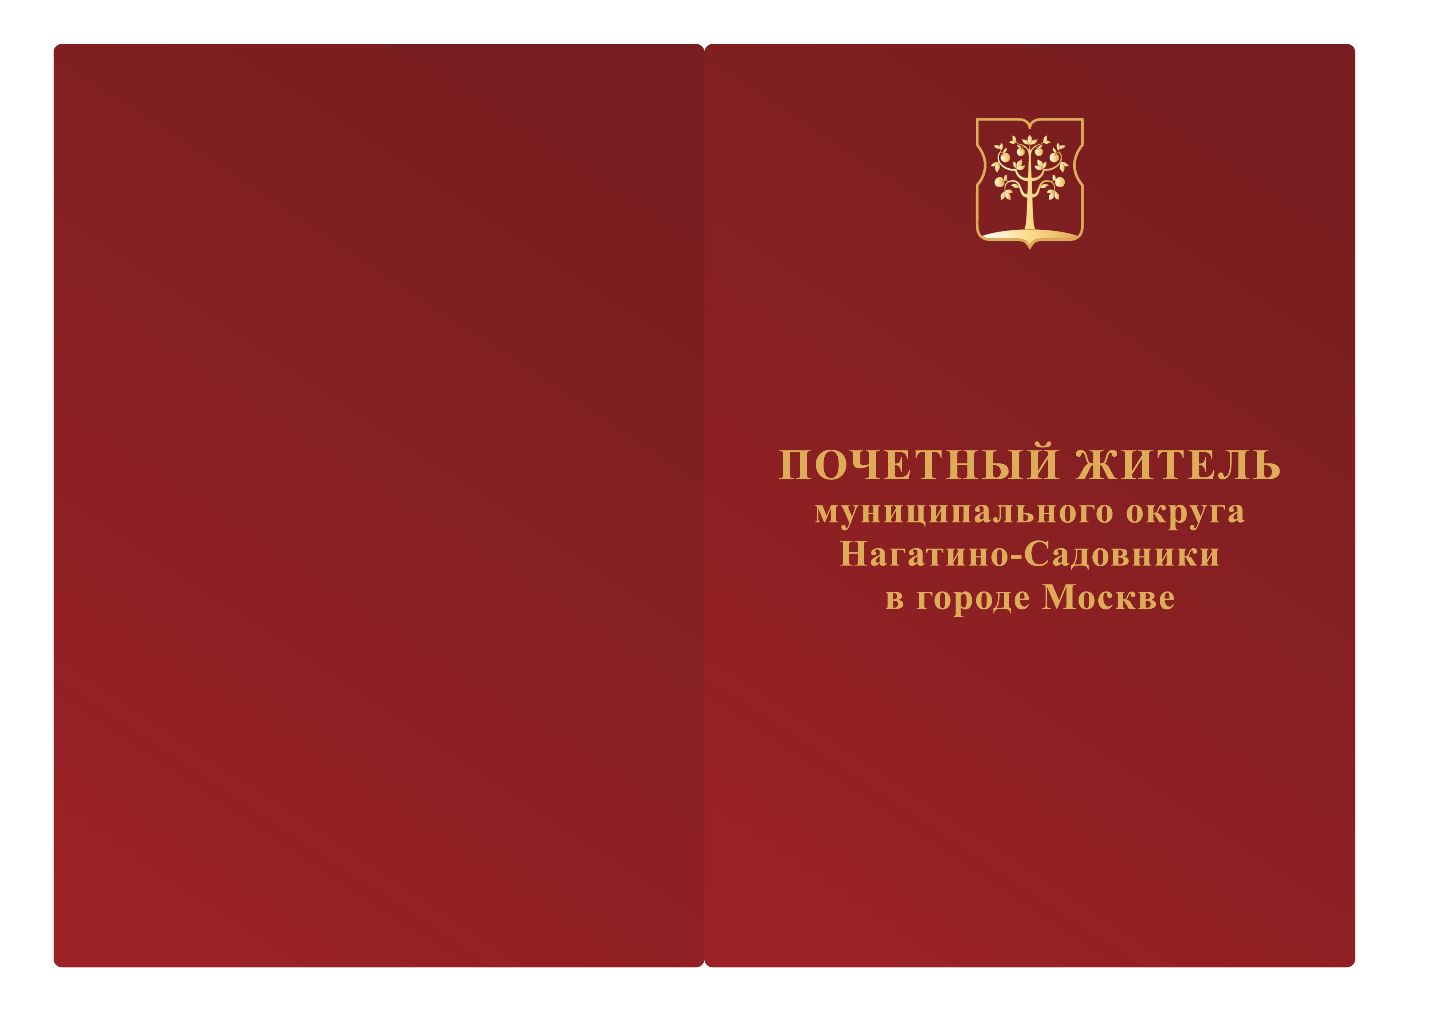 ПОЧЕТНЫЙ ЖИТЕЛЬ
муниципального округа
Нагатино-Садовники
в городе Москве